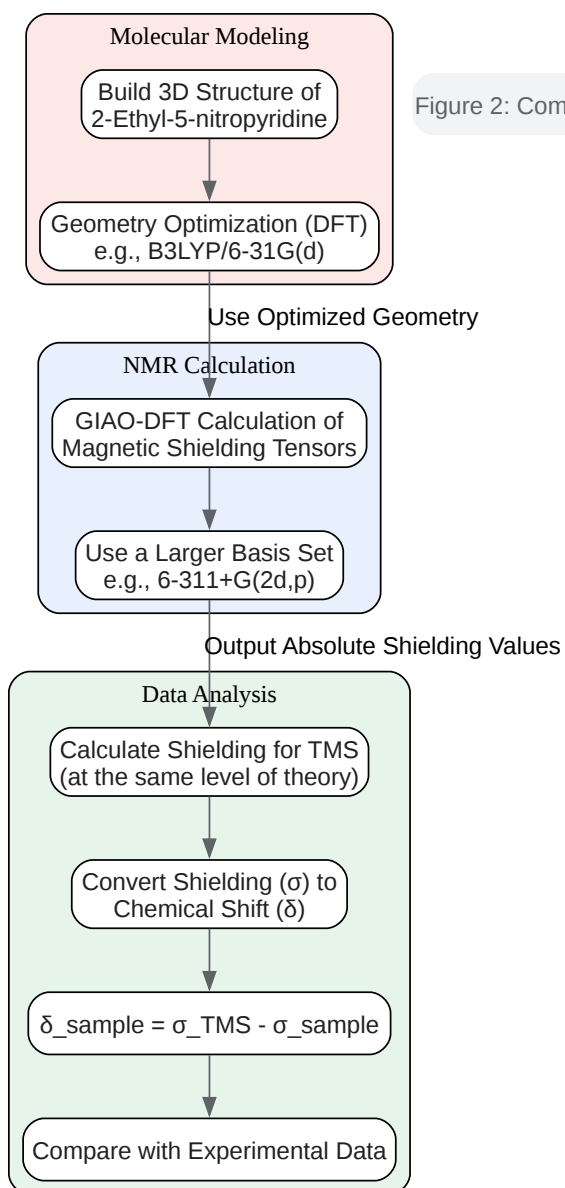 Molecular Modeling
Build 3D Structure of
2-Ethyl-5-nitropyridine
Figure 2: Com
Geometry Optimization (DFT)
e.g., B3LYP/6-31G(d)
Use Optimized Geometry
NMR Calculation
GIAO-DFT Calculation of
Magnetic Shielding Tensors
Use a Larger Basis Set
e.g., 6-311+G(2d,p)
Output Absolute Shielding Values
Data Analysis
Calculate Shielding for TMS
(at the same level of theory)
Convert Shielding (σ) to
Chemical Shift (δ)
δ_sample = σ_TMS - σ_sample
Compare with Experimental Data